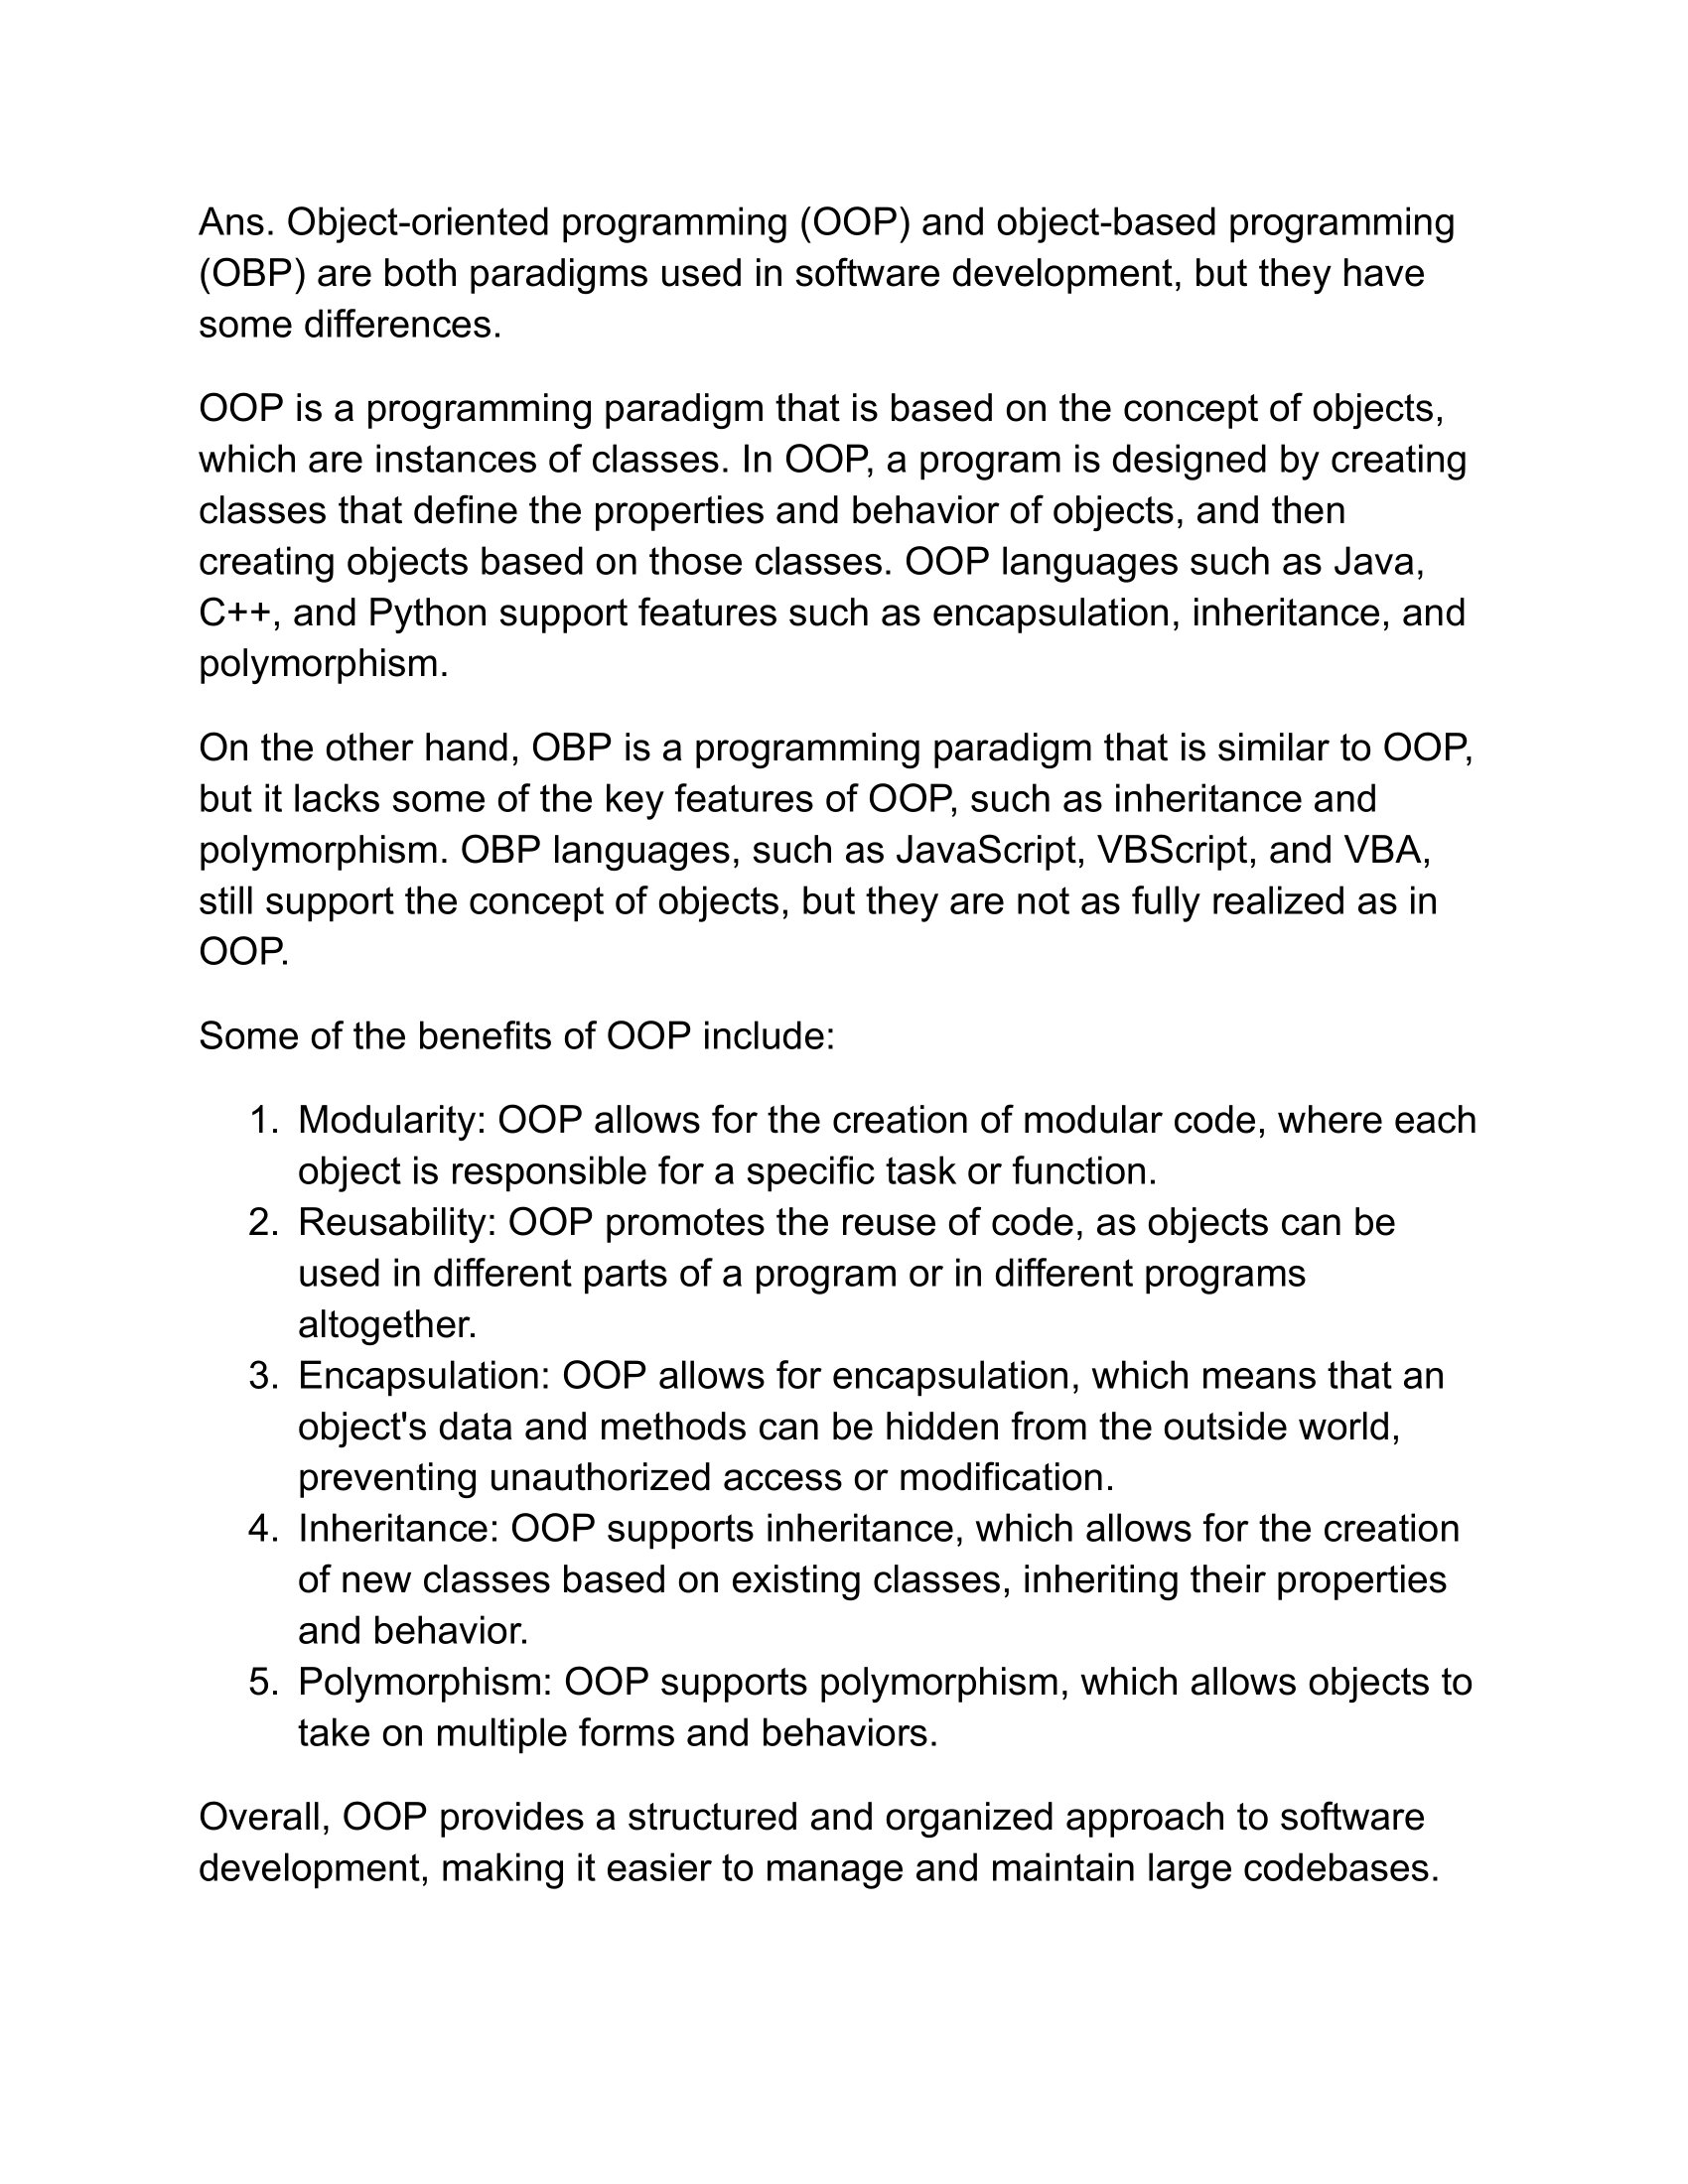 Ans. Object-oriented programming (OOP) and object-based programming
(OBP) are both paradigms used in software development, but they have
some differences.
OOP is a programming paradigm that is based on the concept of objects,
which are instances of classes. In OOP, a program is designed by creating
classes that define the properties and behavior of objects, and then
creating objects based on those classes. OOP languages such as Java,
C++, and Python support features such as encapsulation, inheritance, and
polymorphism.
On the other hand, OBP is a programming paradigm that is similar to OOP,
but it lacks some of the key features of OOP, such as inheritance and
polymorphism. OBP languages, such as JavaScript, VBScript, and VBA,
still support the concept of objects, but they are not as fully realized as in
OOP.
Some of the benefits of OOP include:
1. Modularity: OOP allows for the creation of modular code, where each
object is responsible for a specific task or function.
2. Reusability: OOP promotes the reuse of code, as objects can be
used in different parts of a program or in different programs
altogether.
3. Encapsulation: OOP allows for encapsulation, which means that an
object's data and methods can be hidden from the outside world,
preventing unauthorized access or modification.
4. Inheritance: OOP supports inheritance, which allows for the creation
of new classes based on existing classes, inheriting their properties
and behavior.
5. Polymorphism: OOP supports polymorphism, which allows objects to
take on multiple forms and behaviors.
Overall, OOP provides a structured and organized approach to software
development, making it easier to manage and maintain large codebases.